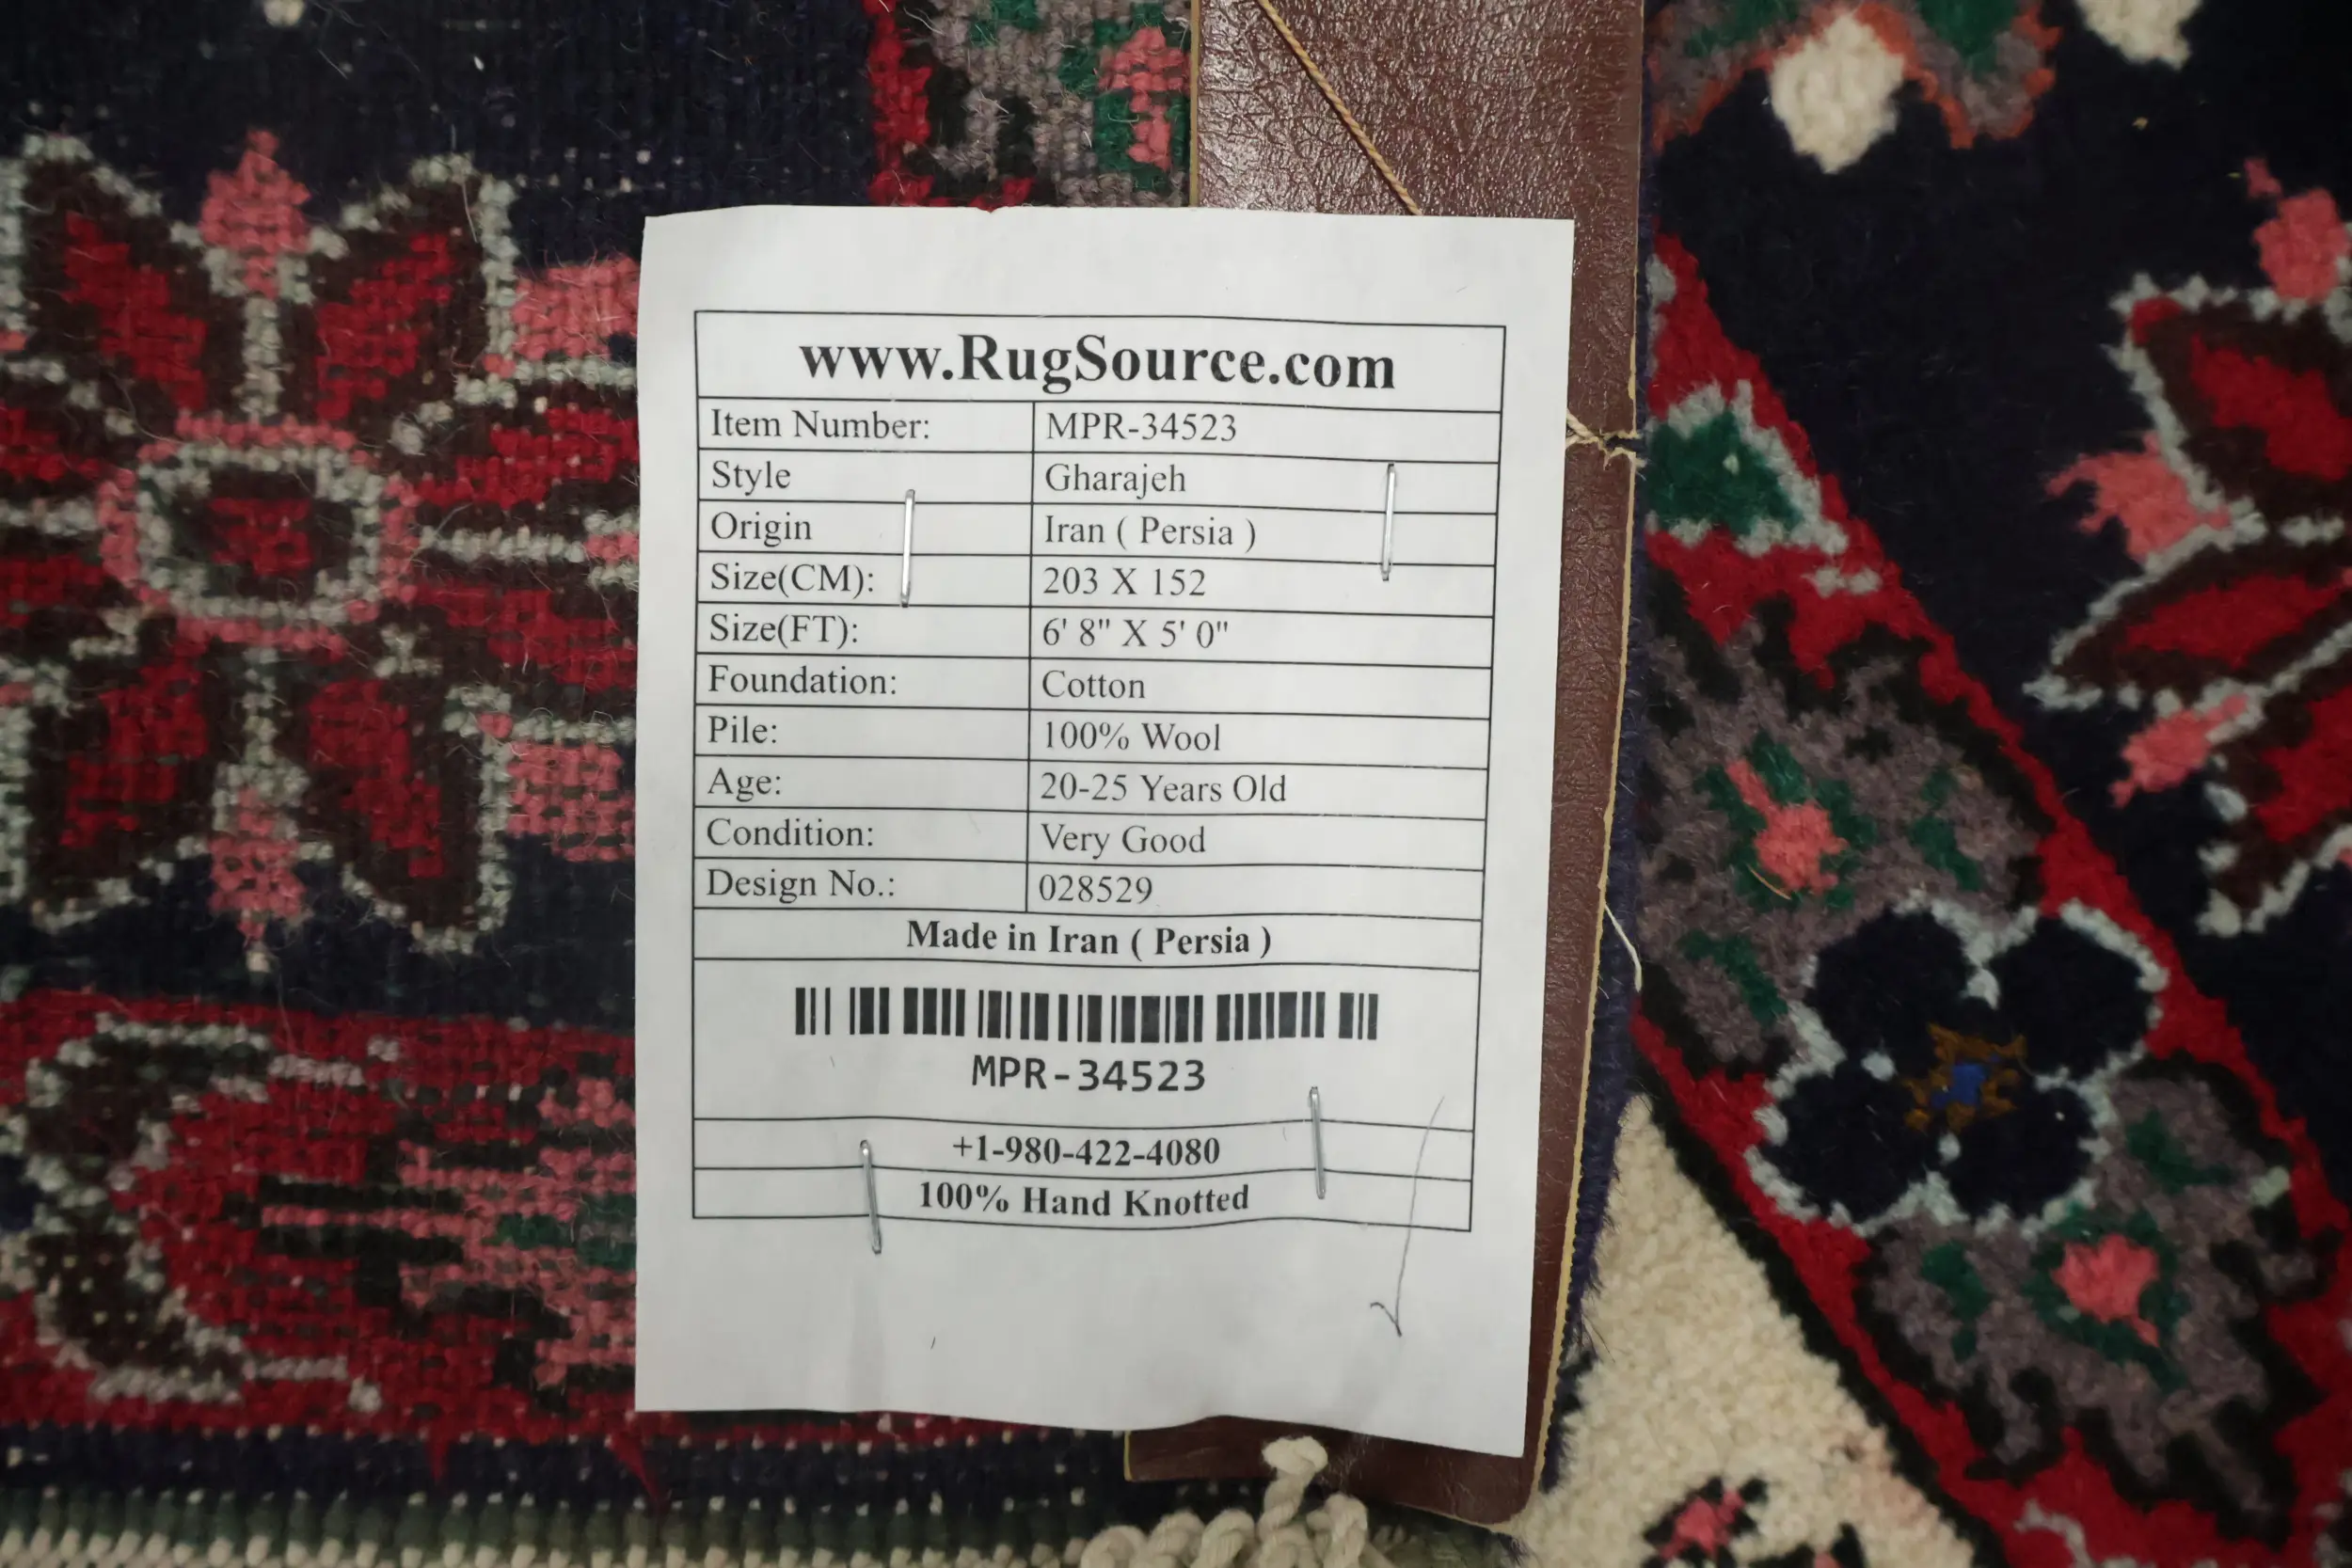 www.RugSource.com
Item Number: MPR-34523
Style Gharajeh
Origin Iran ( Persia )
Size(CM): 203 X 152
Size(FT): 6' 8" X 5' 0"
Foundation: Cotton
Pile: 100% Wool
Age: 20-25 Years Old
Condition: Very Good
Design No.: 028529
Made in Iran ( Persia )
MPR-34523
+1-980-422-4080
100% Hand Knotted